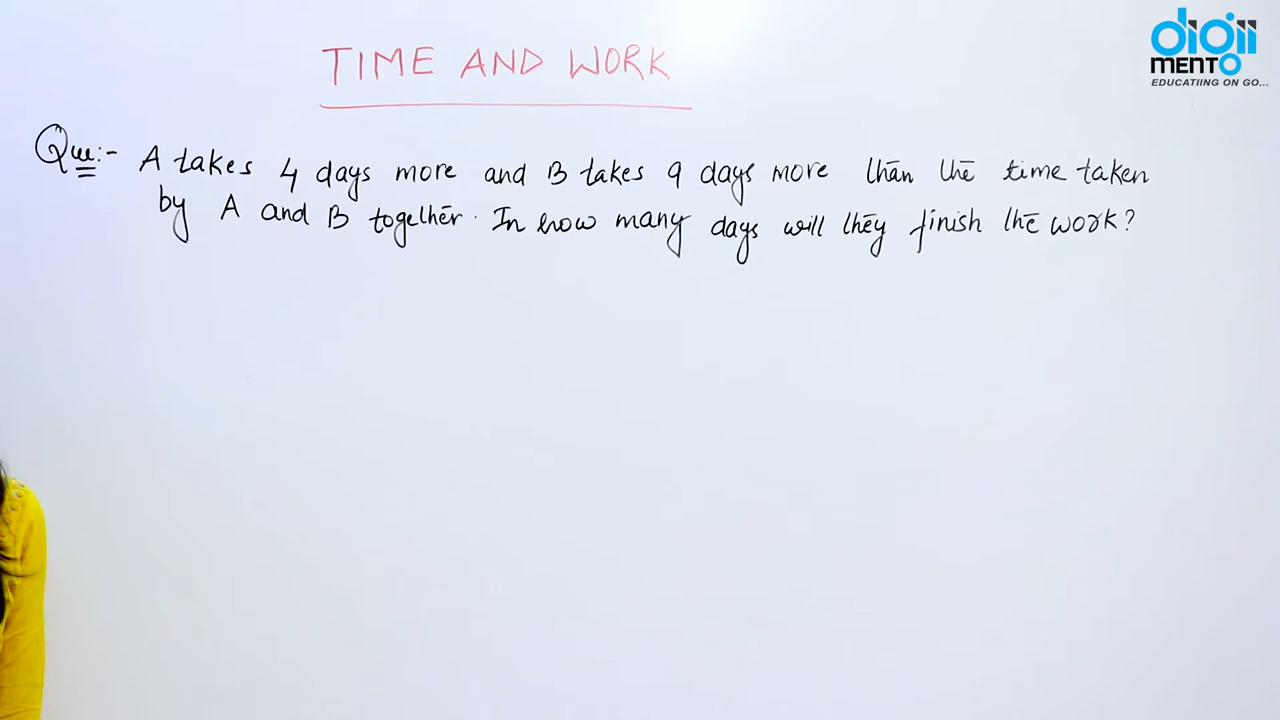 digii
MENTO
EDUCATIING ON GO...
TIME AND WORK
Que:- A takes 4 days more and B takes 9 days more than the time taken
by A and B together. In how many days will they finish the work?